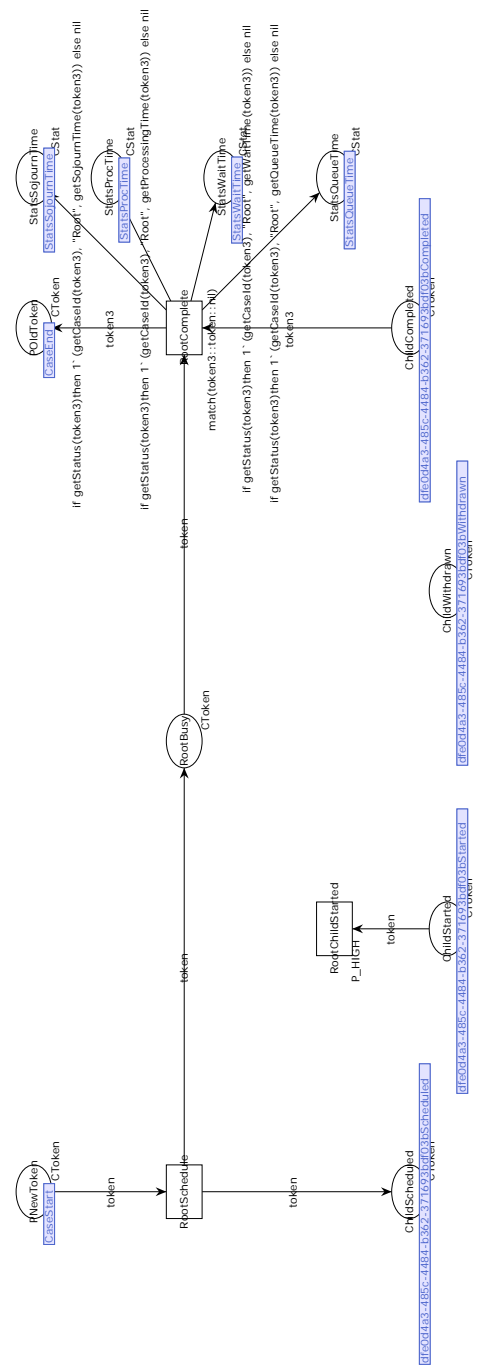 PNewToken
CaseStart
CToken
POldToken
CaseEnd
CToken
StatsSojournTime
StatsSojournTime
CStat
if getStatus(token3)then 1` (getCaseId(token3), "Root", getSojournTime(token3)) else nil
token
token3
StatsProcTime
StatsProcTime
CStat
if getStatus(token3)then 1` (getCaseId(token3), "Root", getProcessingTime(token3)) else nil
RootSchedule
token
RootBusy
CToken
token
RootComplete
match(token3::token::nil)
StatsWaitTime
StatsWaitTime
CStat
if getStatus(token3)then 1` (getCaseId(token3), "Root", getWaitTime(token3)) else nil
if getStatus(token3)then 1` (getCaseId(token3), "Root", getQueueTime(token3)) else nil
token
token3
RootChildStarted
P_HIGH
StatsQueueTime
StatsQueueTime
CStat
token
ChildScheduled
dfe0d4a3-485c-4484-b362-371693bdf03bScheduled
CToken
ChildCompleted
dfe0d4a3-485c-4484-b362-371693bdf03bCompleted
CToken
ChildStarted
dfe0d4a3-485c-4484-b362-371693bdf03bStarted
CToken
ChildWithdrawn
dfe0d4a3-485c-4484-b362-371693bdf03bWithdrawn
CToken